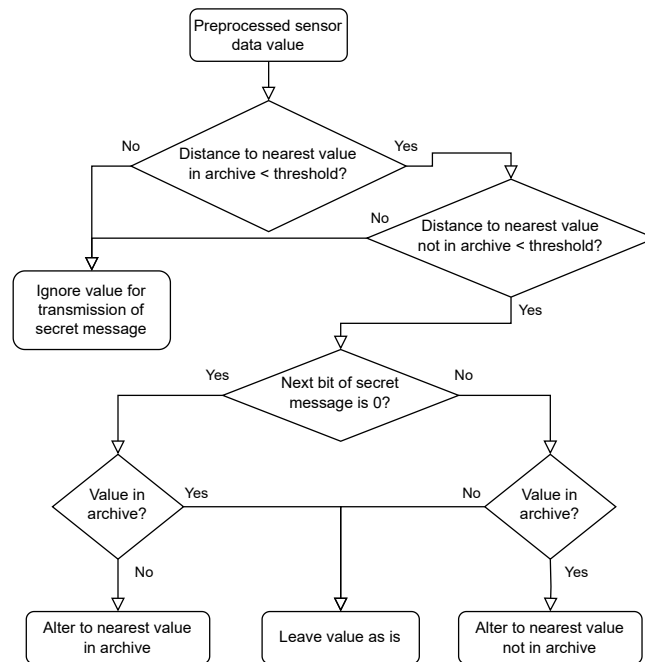 Preprocessed sensor
data value
No
Yes
Distance to nearest value
in archive < threshold?
No
Distance to nearest value
not in archive < threshold?
Ignore value for
transmission of
secret message
Yes
Yes
No
Next bit of secret
message is 0?
Value in
archive?
Yes
No
Value in
archive?
No
Yes
Alter to nearest value
in archive
Leave value as is
Alter to nearest value
not in archive